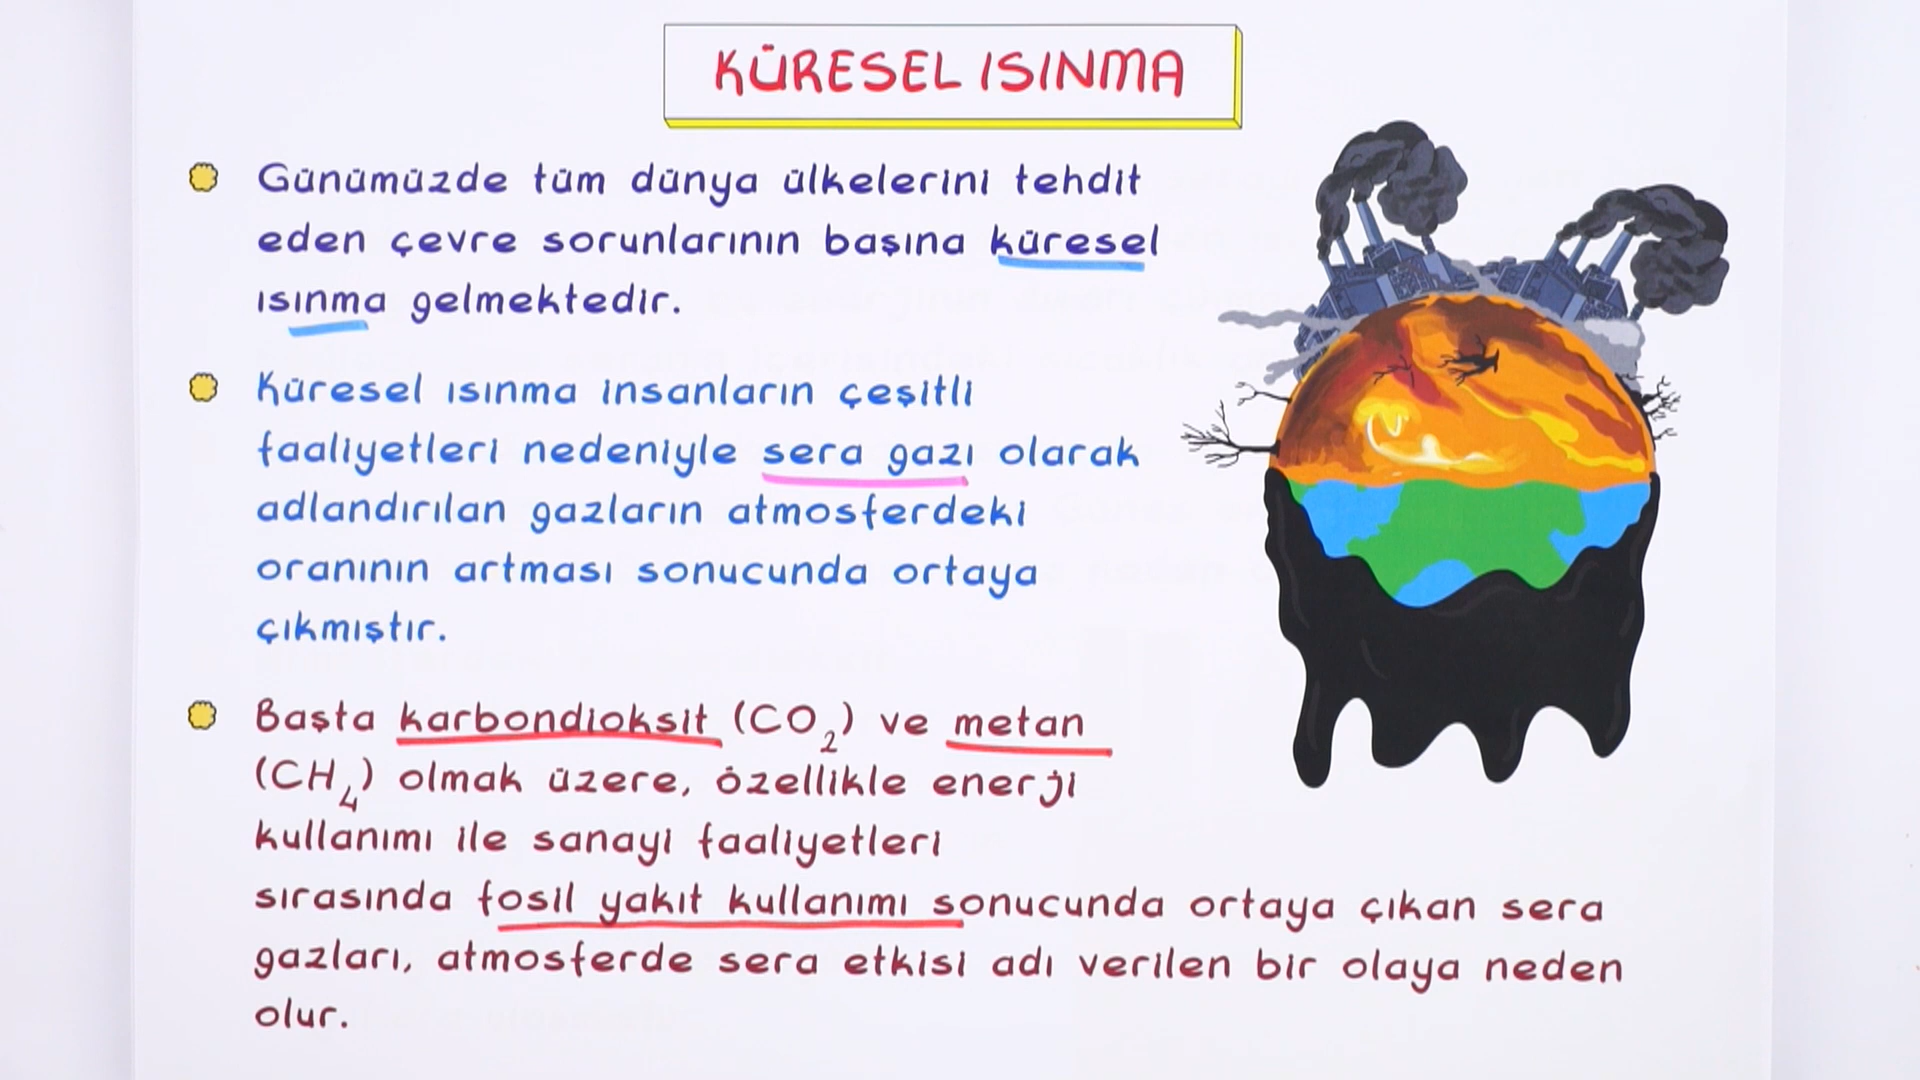 KÜRESEL ISINMA
Günümüzde tüm dünya ülkelerini tehdit
eden çevre sorunlarının başına küresel
ısınma gelmektedir.
Küresel ısınma insanların çeşitli
faaliyetleri nedeniyle sera gazı olarak
adlandırılan gazların atmosferdeki
oranının artması sonucunda ortaya
çıkmıştır.
Başta karbondioksit (CO₂) ve metan
(CH₄) olmak üzere, özellikle enerji
kullanımı ile sanayi faaliyetleri
sırasında fosil yakıt kullanımı sonucunda ortaya çıkan sera
gazları, atmosferde sera etkisi adı verilen bir olaya neden
olur.